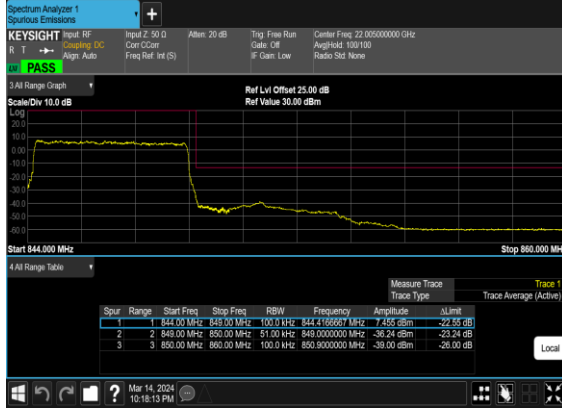 Spectrum Analyzer 1
Spurious Emissions
+
KEYSIGHT Input: RF Input Z: 50 Ω Atten: 20 dB Trig: Free Run Center Freq: 22.005000000 GHz
R T Coupling: DC Corr CCorr Gate: Off Avg|Hold: 100/100
Align: Auto Freq Ref: Int (S) IF Gain: Low Radio Std: None
PASS
3 All Range Graph Ref Lvl Offset 25.00 dB
Scale/Div 10.0 dB Ref Value 30.00 dBm
Log
20.0
10.0
0.00
-10.0
-20.0
-30.0
-40.0
-50.0
-60.0
Start 844.000 MHz Stop 860.000 MH
4 All Range Table
Measure Trace Trace 1
Trace Type Trace Average (Active)
Spur Range Start Freq Stop Freq RBW Frequency Amplitude ΔLimit
1 1 844.00 MHz 849.00 MHz 100.0 kHz 844.4166667 MHz 7.455 dBm -22.55 dB
2 2 849.00 MHz 850.00 MHz 51.00 kHz 849.0000000 MHz -36.24 dBm -23.24 dB
3 3 850.00 MHz 860.00 MHz 100.0 kHz 850.9000000 MHz -39.00 dBm -26.00 dB
Local
? Mar 14, 2024
10:18:13 PM